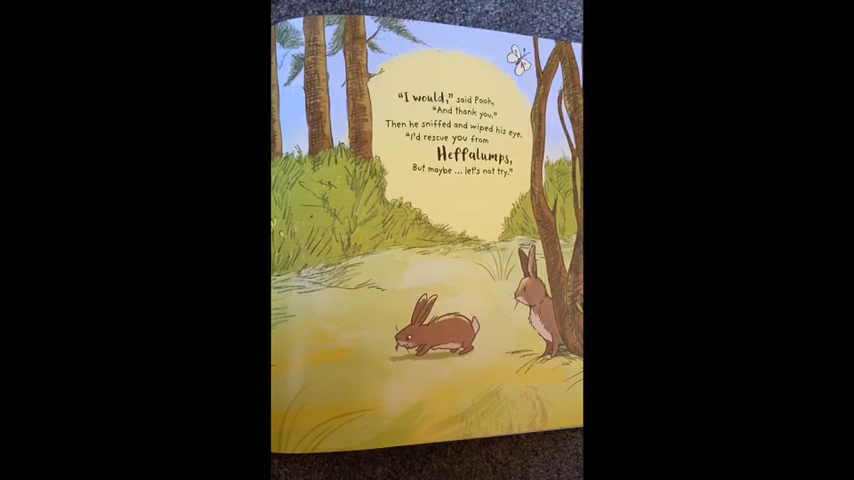 “I would,” said Pooh,
“And thank you.”
Then he sniffed and wiped his eye.
“I’d rescue you from
Heffalumps,
But maybe ... let’s not try.”